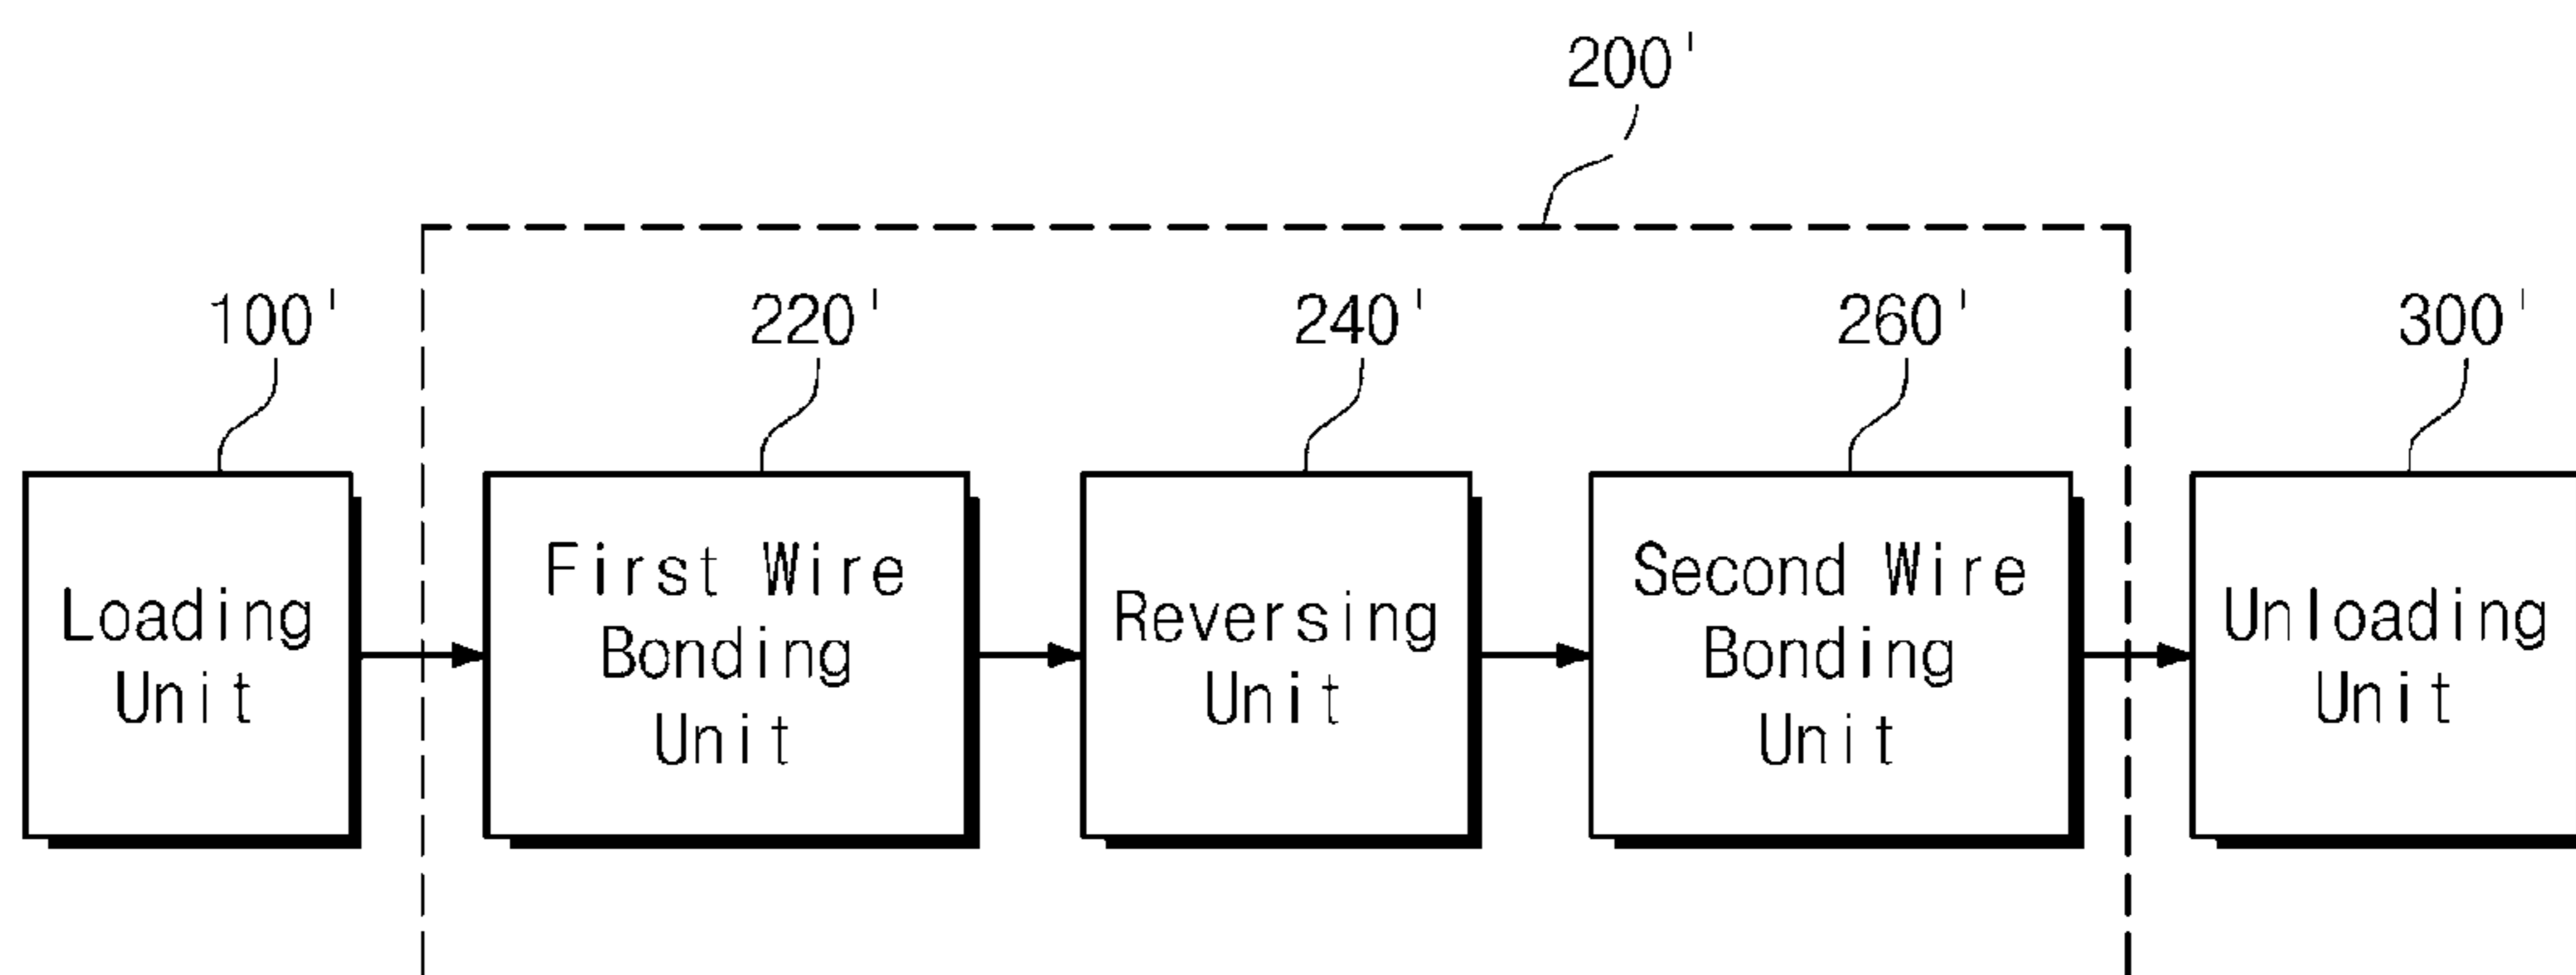 200'
100'
220'
240'
260'
300'
Loading
Unit
First Wire
Bonding
Unit
Reversing
Unit
Second Wire
Bonding
Unit
Unloading
Unit